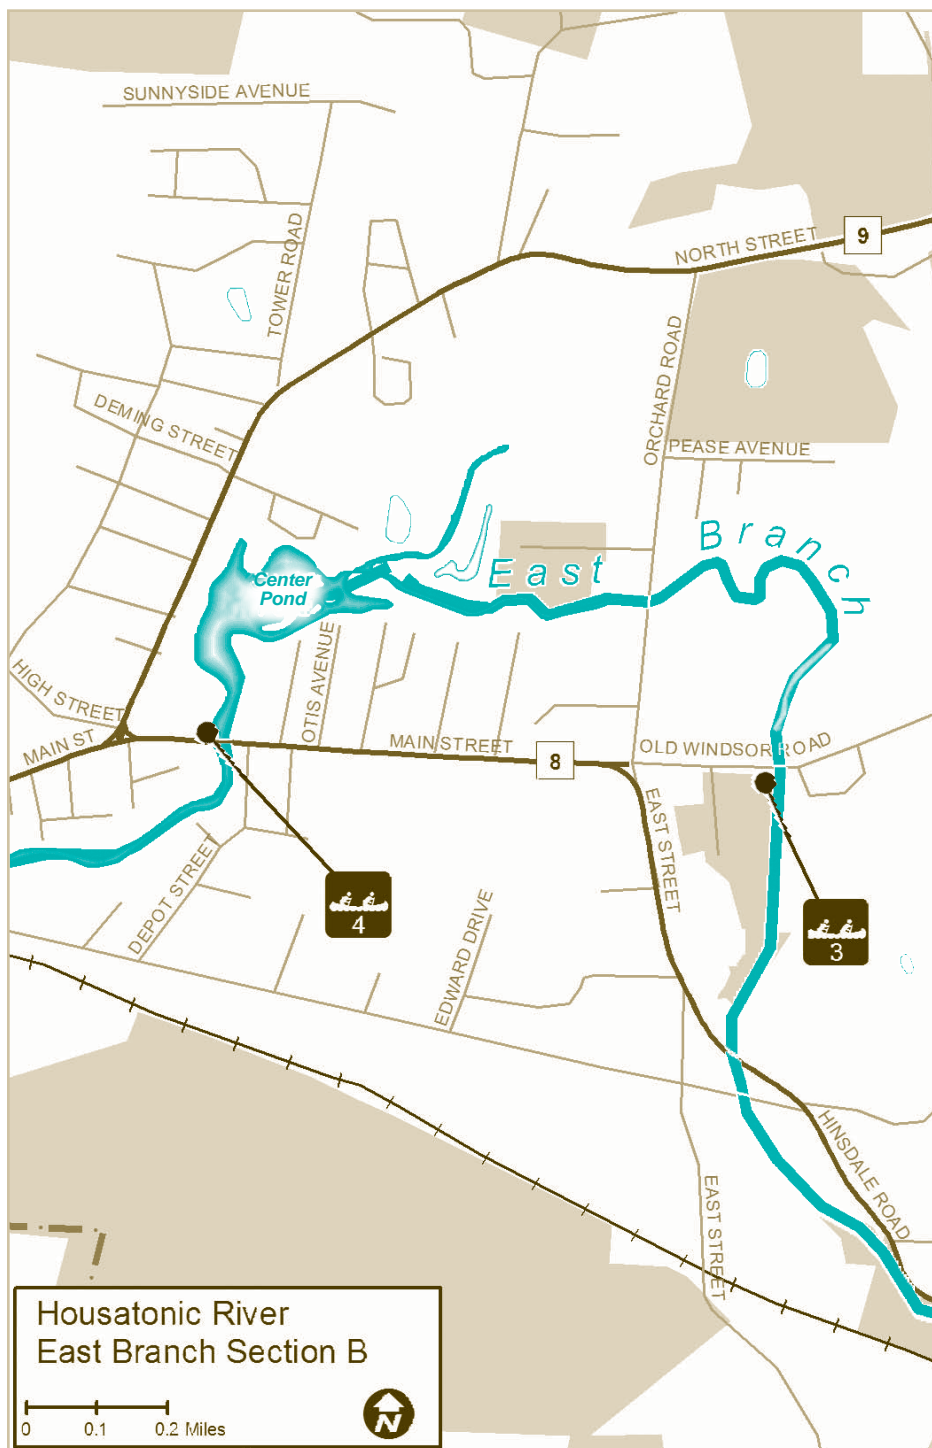 SUNNYSIDE AVENUE
TOWER ROAD
NORTH STREET
9
ORCHARD ROAD
DEMING STREET
PEASE AVENUE
East
Branch
Center
Pond
OTIS AVENUE
HIGH STREET
MAIN ST
MAIN STREET
8
OLD WINDSOR ROAD
EAST STREET
DEPOT STREET
4
3
EDWARD DRIVE
HINSDALE ROAD
EAST STREET
Housatonic River
East Branch Section B
0 0.1 0.2 Miles
N